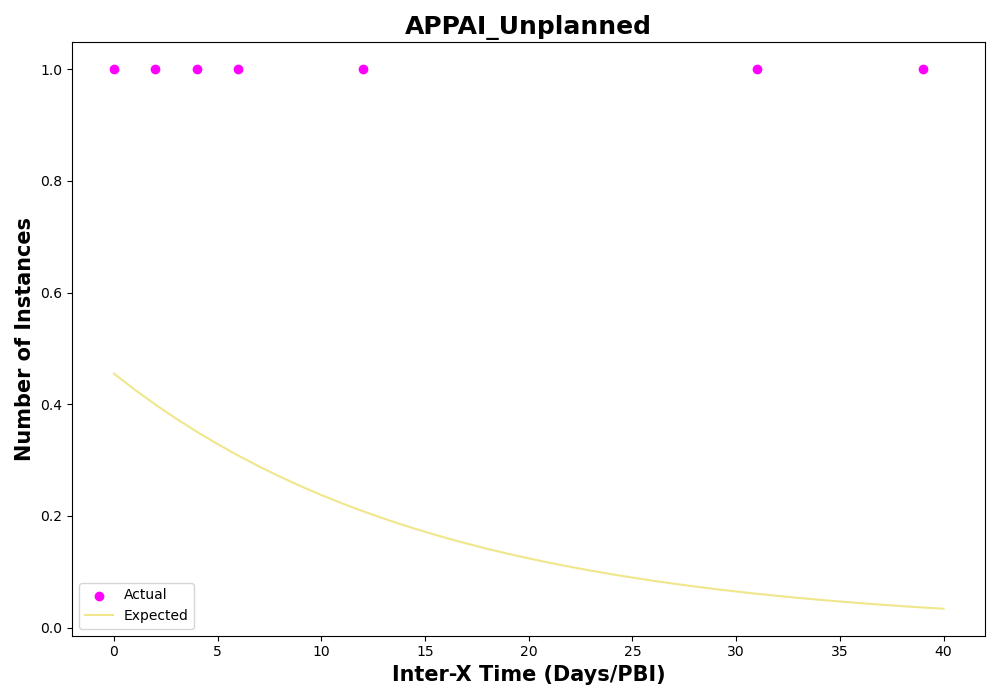 APPAI_Unplanned
Number of Instances
1.0
0.8
0.6
0.4
0.2
0.0
Actual
Expected
0 5 10 15 20 25 30 35 40
Inter-X Time (Days/PBI)